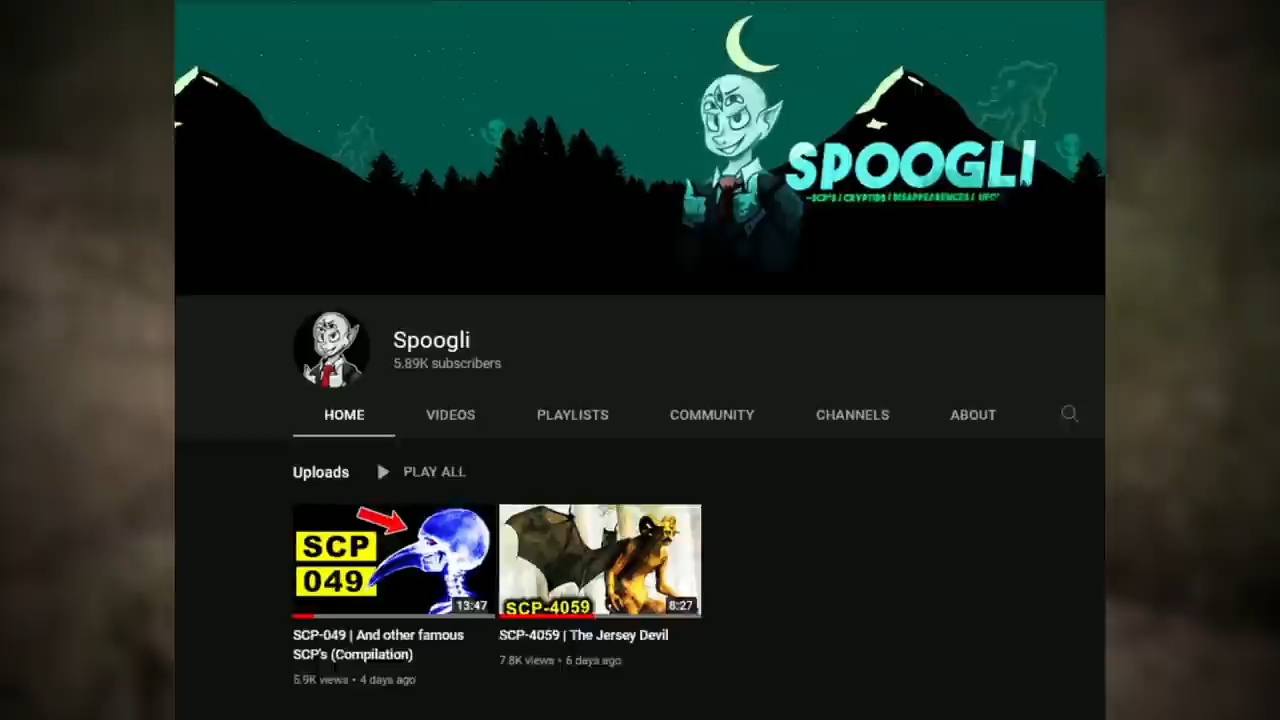 SPOOGLI
Spoogli
5.89K subscribers
HOME VIDEOS PLAYLISTS COMMUNITY CHANNELS ABOUT
Uploads PLAY ALL
SCP
049
13:47
SCP-4059
8:27
SCP-049 | And other famous
SCP's (Compilation)
5.9K views • 4 days ago
SCP-4059 | The Jersey Devil
7.8K views • 6 days ago